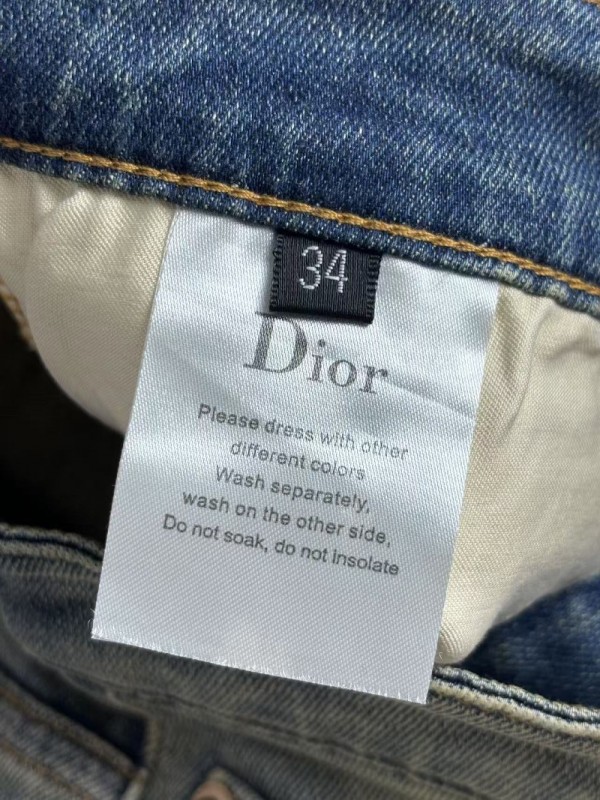 34
Dior
Please dress with other
different colors
Wash separately,
wash on the other side,
Do not soak, do not insolate